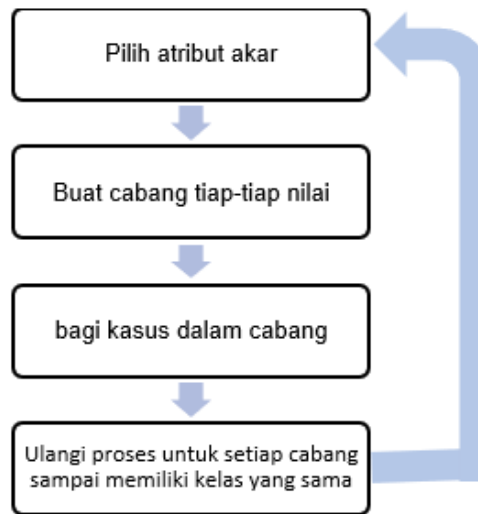 Pilih atribut akar
Buat cabang tiap-tiap nilai
bagi kasus dalam cabang
Ulangi proses untuk setiap cabang
sampai memiliki kelas yang sama